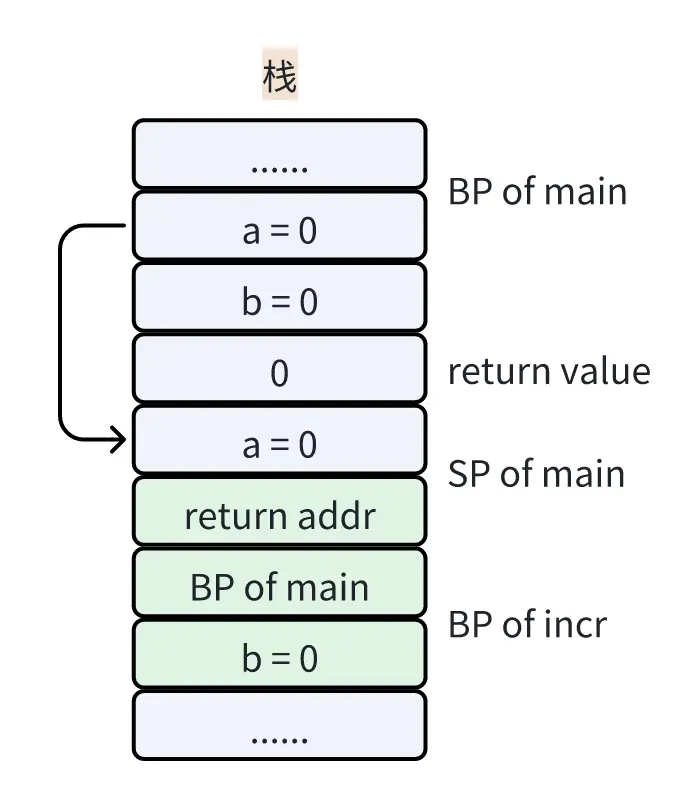 栈
......
BP of main
a = 0
b = 0
0
return value
a = 0
SP of main
return addr
BP of main
BP of incr
b = 0
......